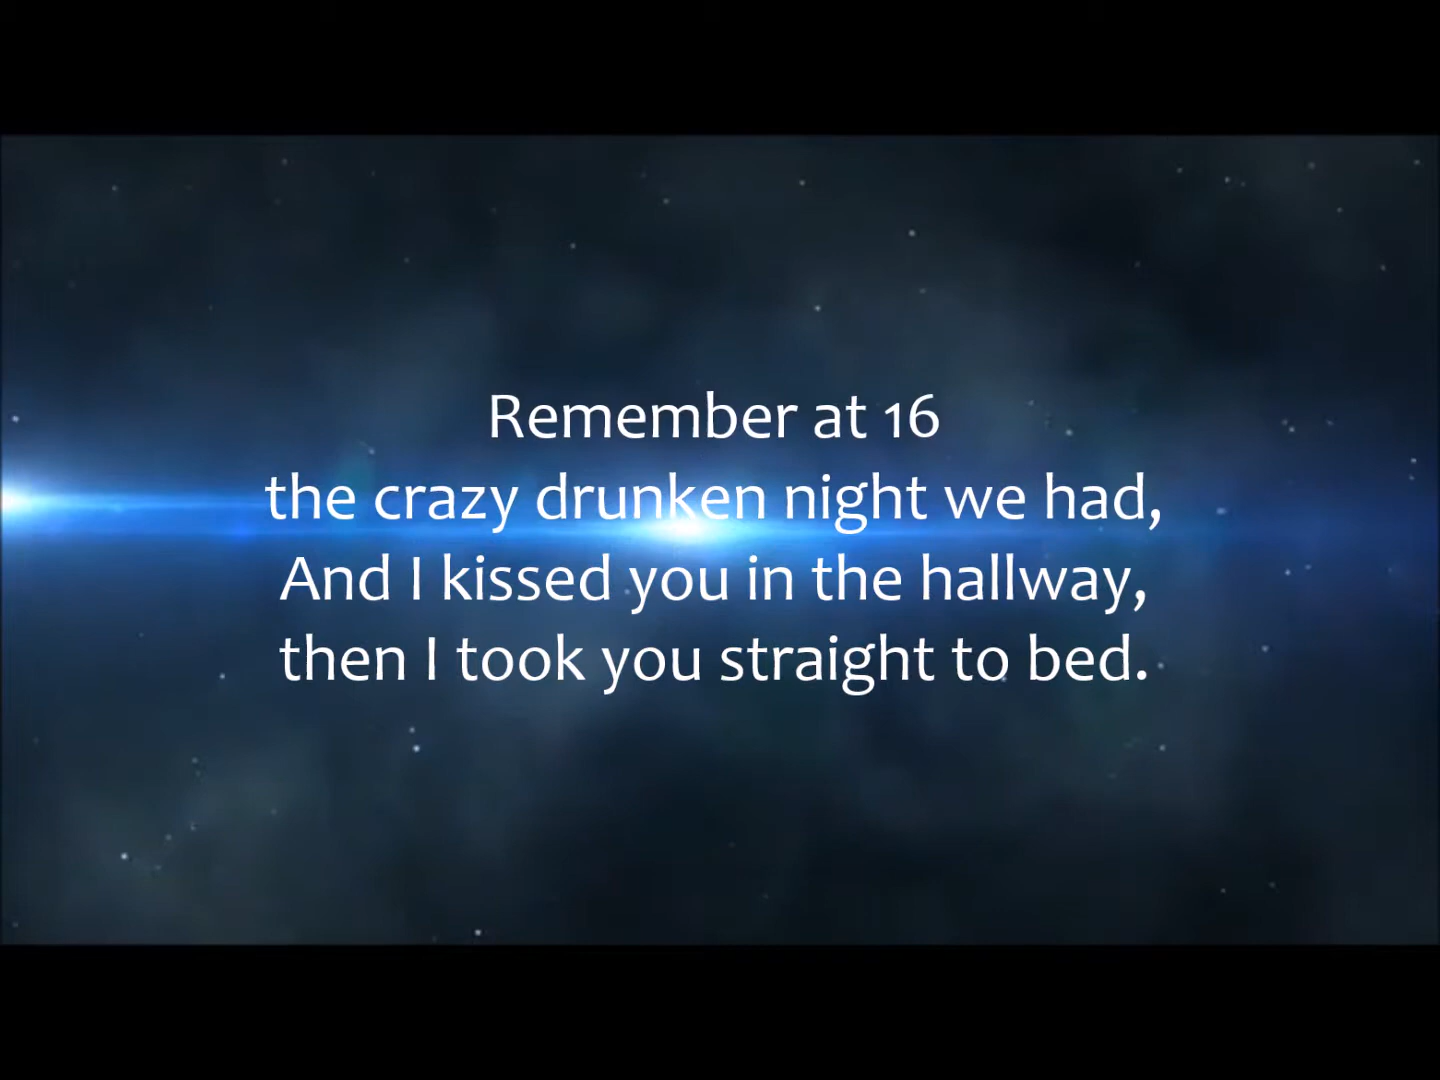 Remember at 16
the crazy drunken night we had,
And I kissed you in the hallway,
then I took you straight to bed.